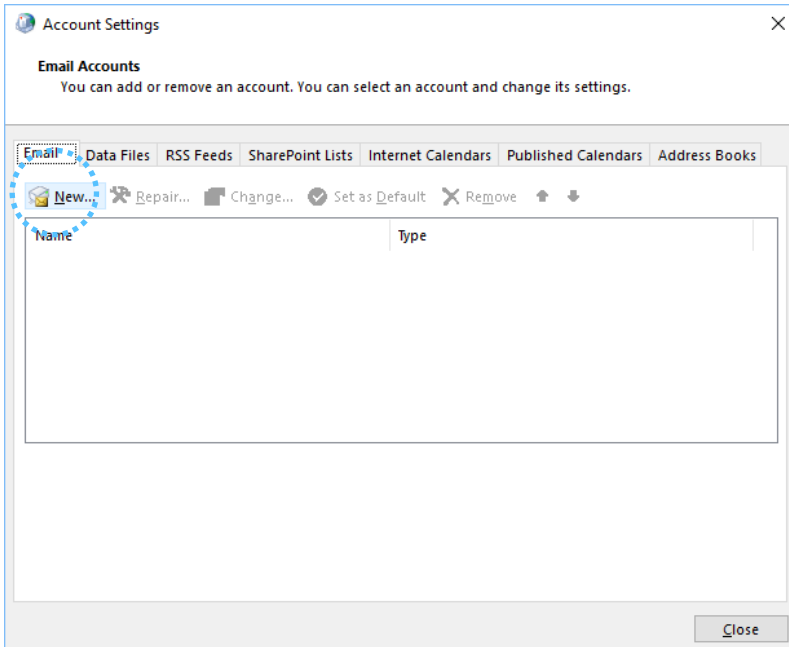 Account Settings
Email Accounts
You can add or remove an account. You can select an account and change its settings.
Email Data Files RSS Feeds SharePoint Lists Internet Calendars Published Calendars Address Books
New... Repair... Change... Set as Default Remove
Name Type
Close